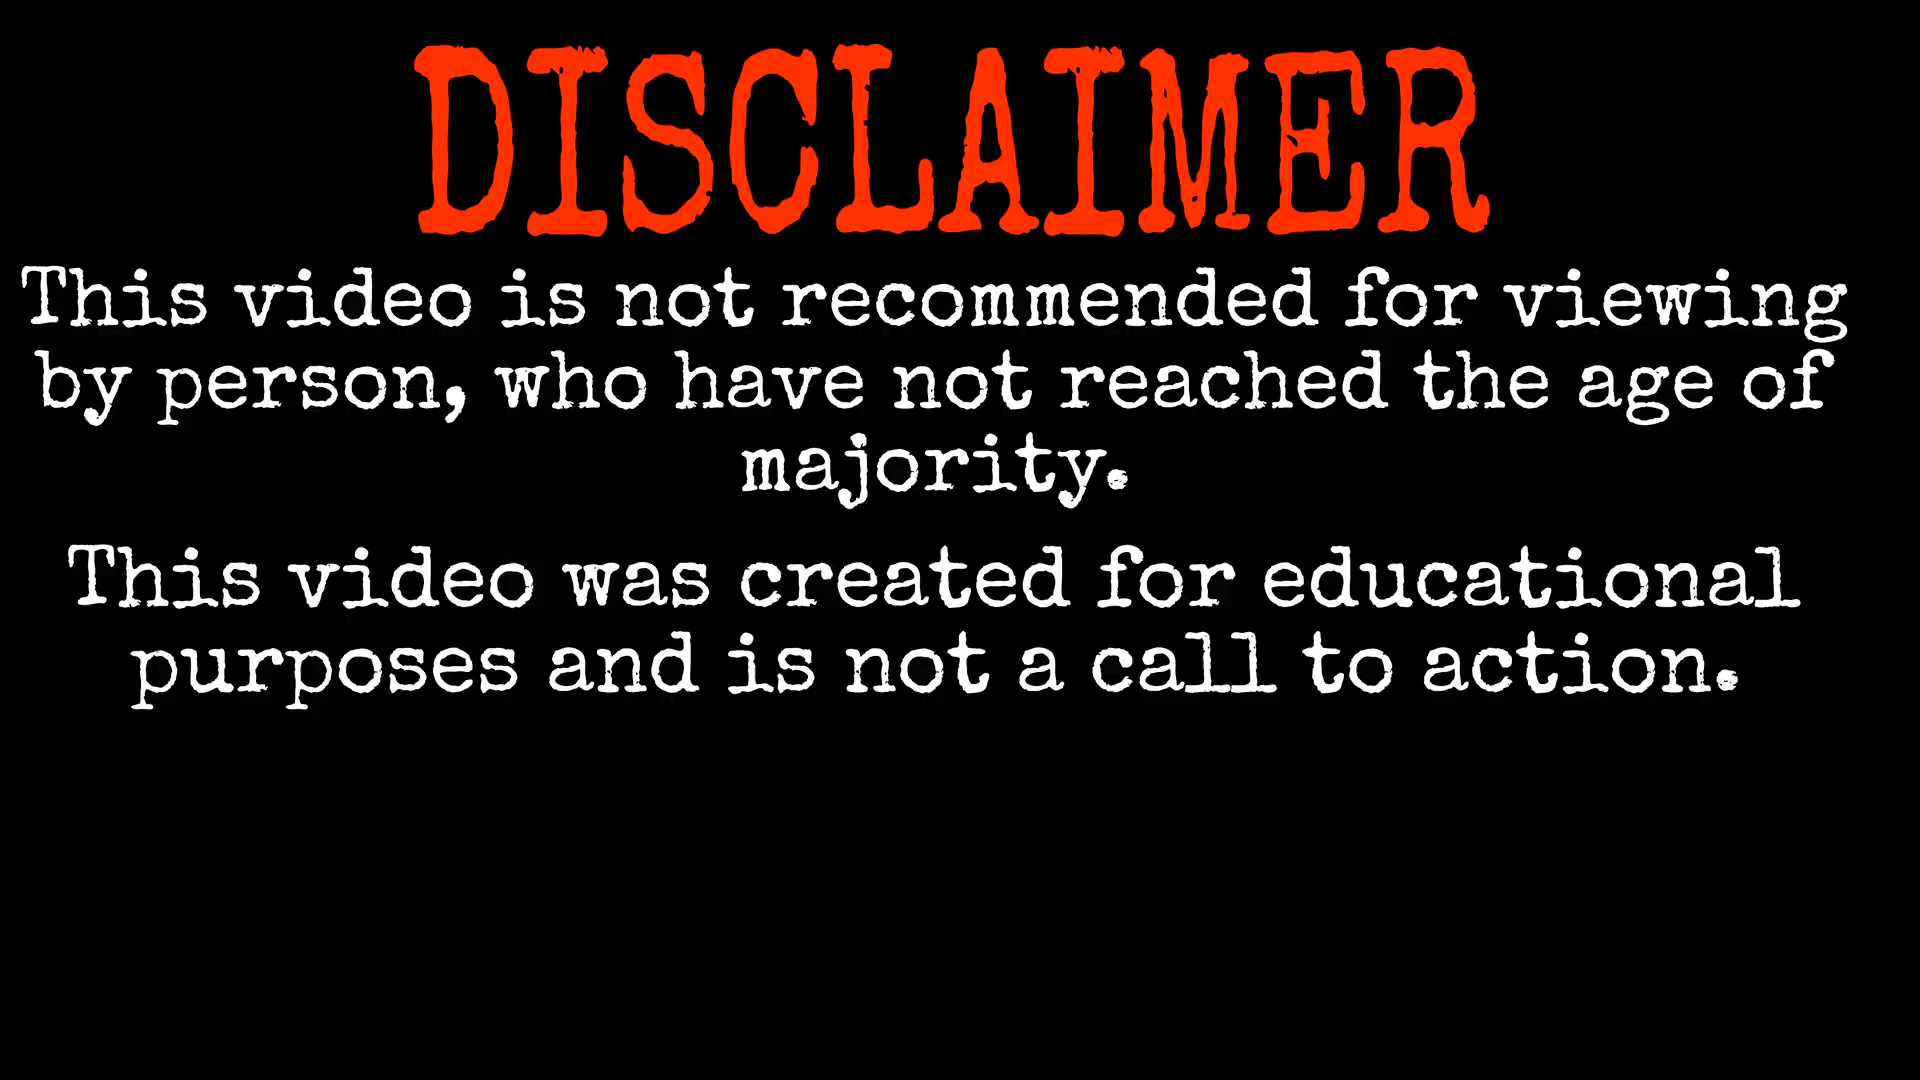 DISCLAIMER
This video is not recommended for viewing
by person, who have not reached the age of
majority.
This video was created for educational
purposes and is not a call to action.